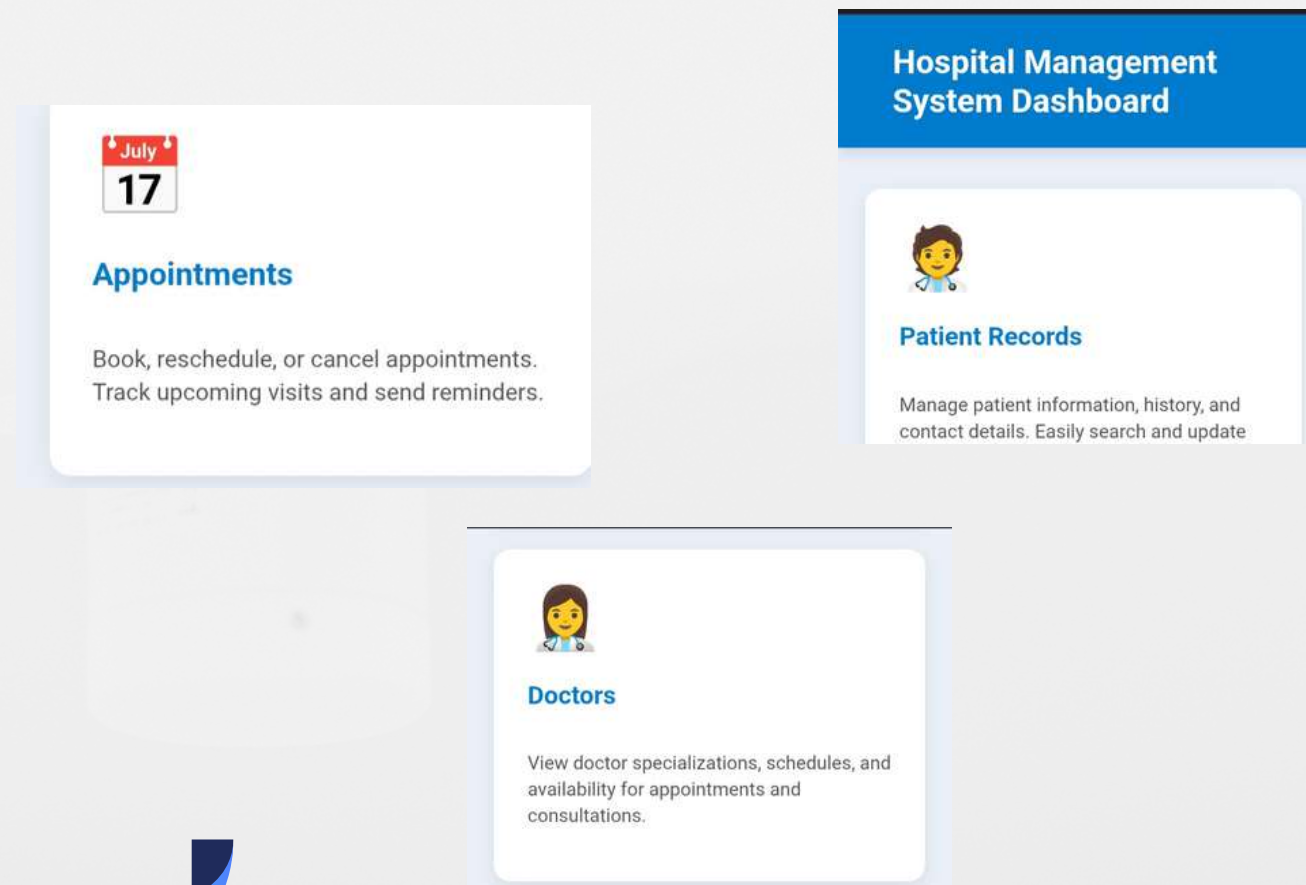 Hospital Management
System Dashboard
July
17
Appointments
Book, reschedule, or cancel appointments.
Track upcoming visits and send reminders.
Patient Records
Manage patient information, history, and
contact details. Easily search and update
Doctors
View doctor specializations, schedules, and
availability for appointments and
consultations.